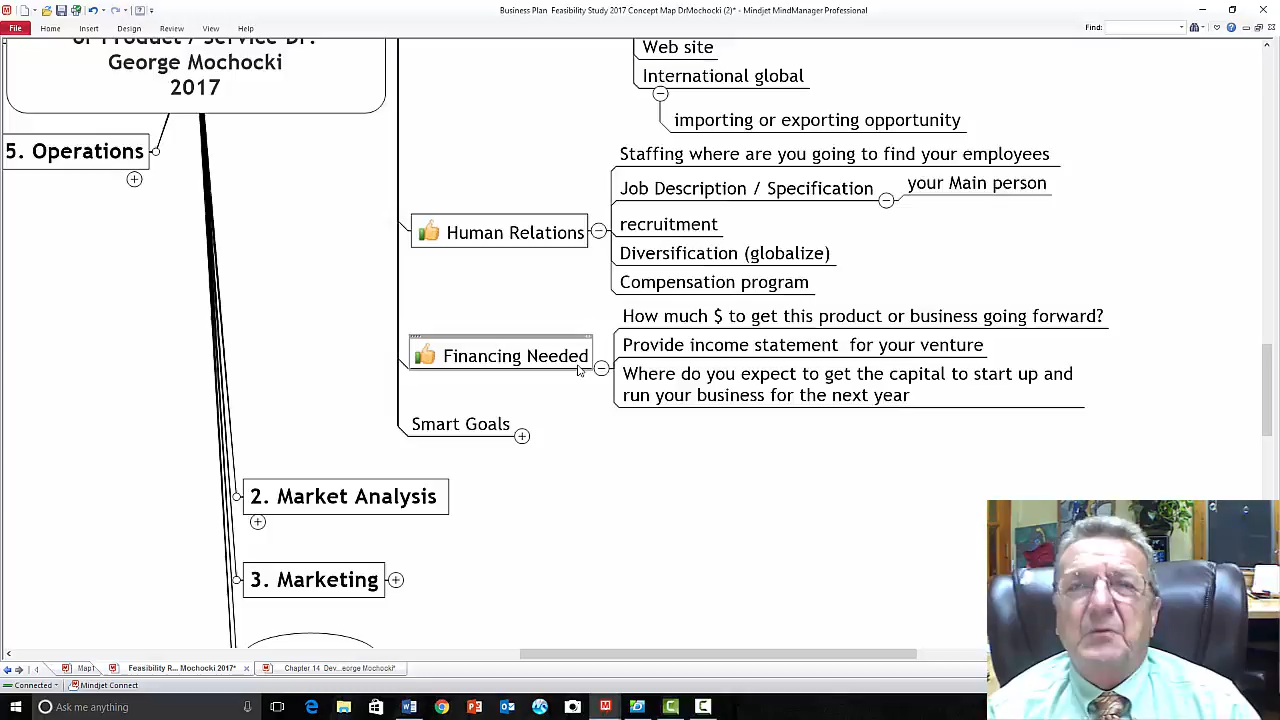 Business Plan Feasibility Study 2017 Concept Map DrMochocki (2)* - Mindjet MindManager Professional
File Home Insert Design Review View Help Find:
of Product / Service Dr.
George Mochocki
2017
5. Operations
Web site
International global
importing or exporting opportunity
Human Relations
Staffing where are you going to find your employees
Job Description / Specification
your Main person
recruitment
Diversification (globalize)
Compensation program
Financing Needed
How much $ to get this product or business going forward?
Provide income statement for your venture
Where do you expect to get the capital to start up and
run your business for the next year
Smart Goals
2. Market Analysis
3. Marketing
Map1 Feasibility R... Mochocki 2017* Chapter 14 Dev...eorge Mochocki*
Connected Mindjet Connect
Ask me anything